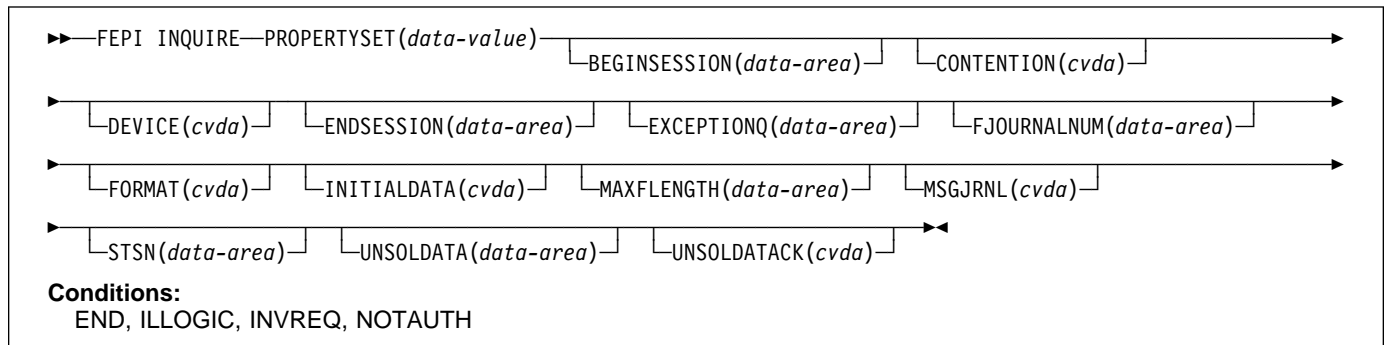 FEPI INQUIRE PROPERTYSET(data-value)
BEGINSESSION(data-area) CONTENTION(cvda)
DEVICE(cvda) ENDSESSION(data-area) EXCEPTIONQ(data-area) FJOURNALNUM(data-area)
FORMAT(cvda) INITIALDATA(cvda) MAXFLENGTH(data-area) MSGJRNL(cvda)
STSN(data-area) UNSOLDATA(data-area) UNSOLDATACK(cvda)
Conditions:
END, ILLOGIC, INVREQ, NOTAUTH